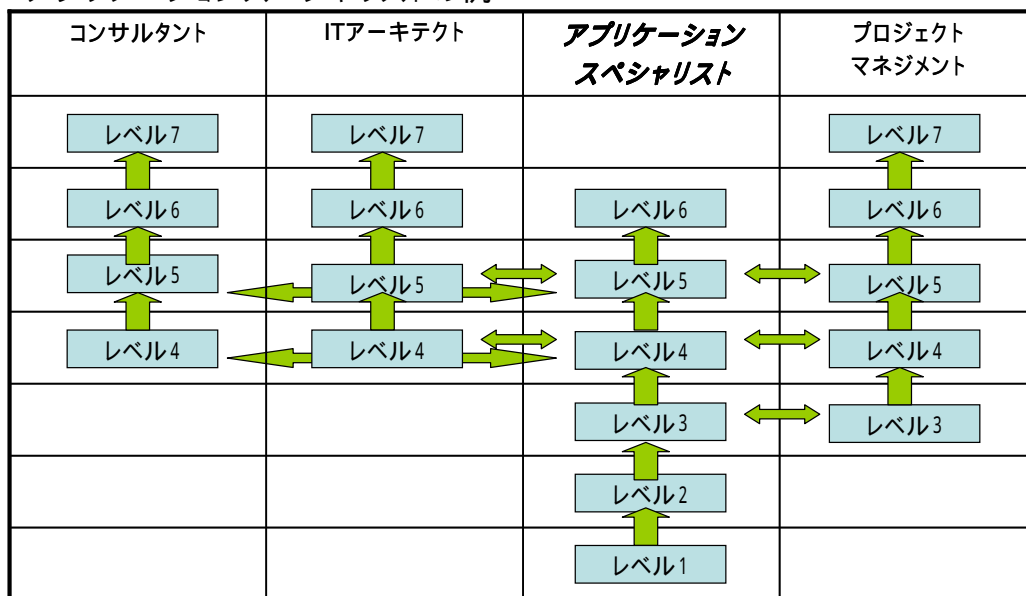 コンサルタント
ITアーキテクト
アプリケーション
スペシャリスト
プロジェクト
マネジメント
レベル7
レベル7
レベル7
レベル6
レベル6
レベル6
レベル6
レベル5
レベル5
レベル5
レベル5
レベル4
レベル4
レベル4
レベル4
レベル3
レベル3
レベル2
レベル1